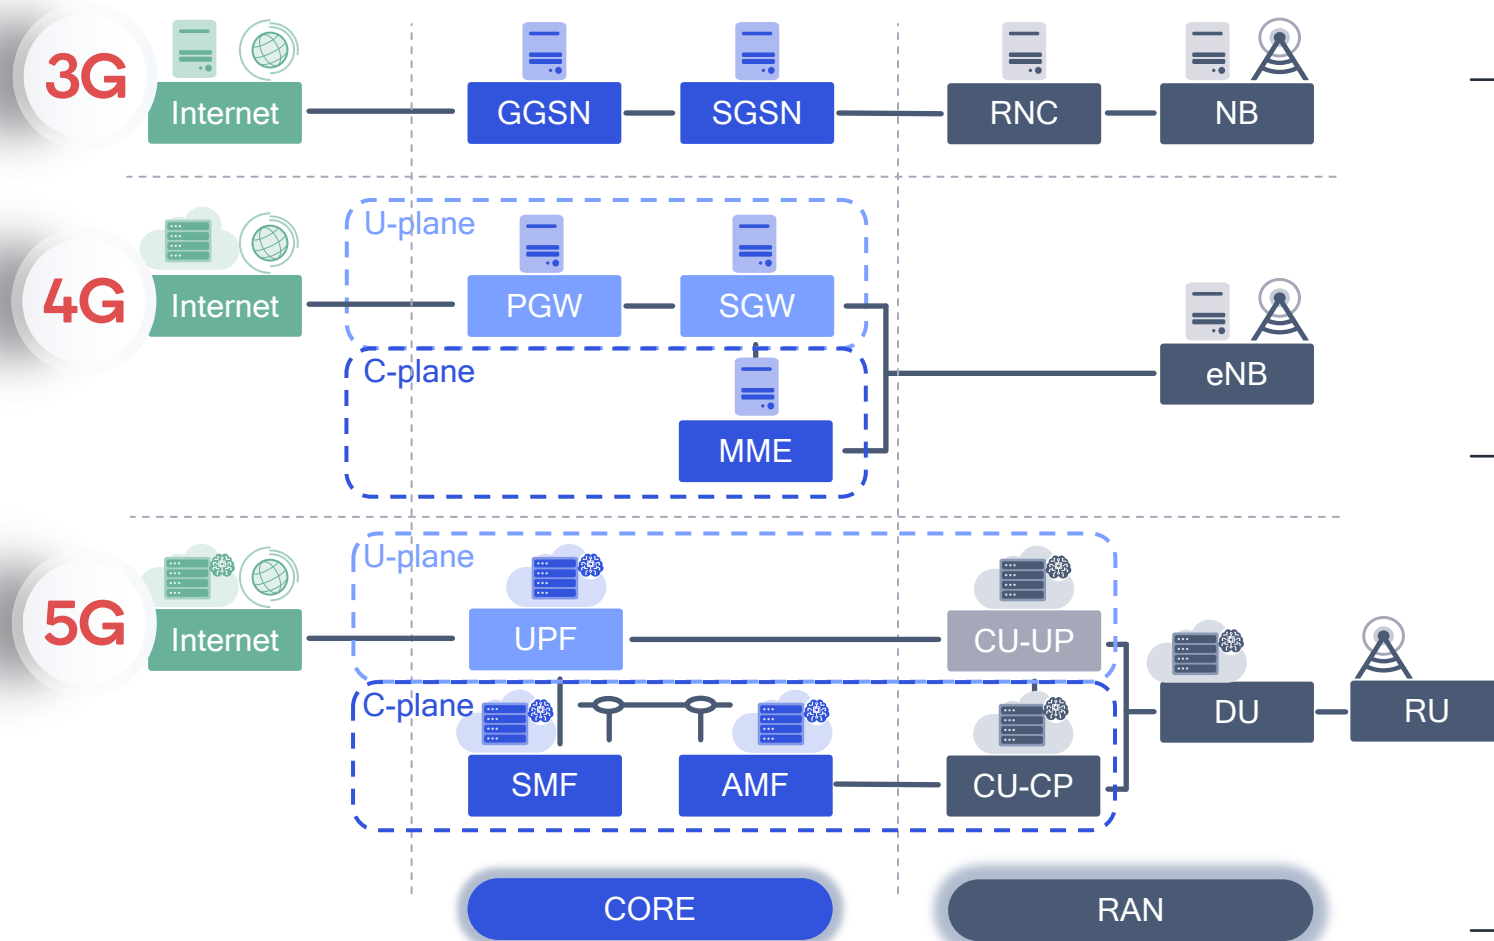 3G
Internet
GGSN
SGSN
RNC
NB
4G
U-plane
Internet
PGW
SGW
C-plane
eNB
MME
5G
U-plane
Internet
UPF
CU-UP
C-plane
DU
RU
SMF
AMF
CU-CP
CORE
RAN